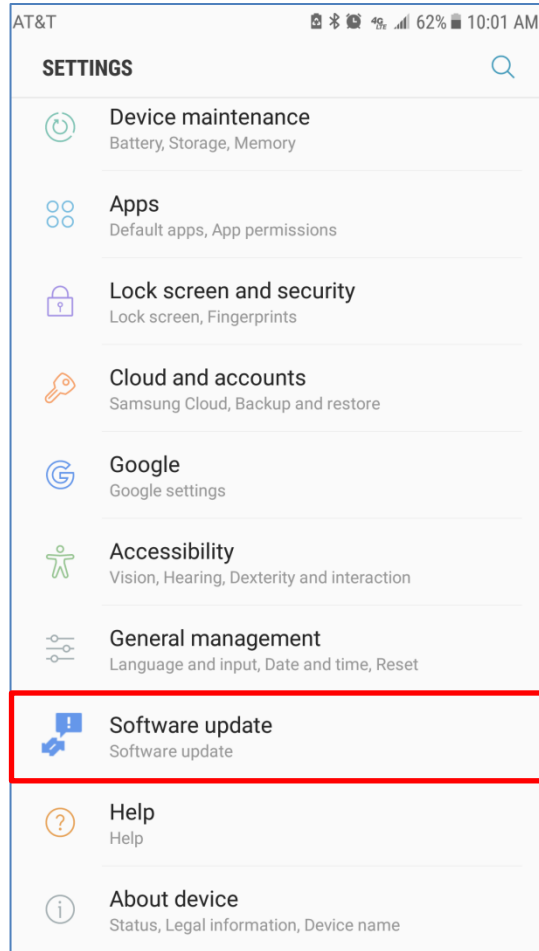 AT&T 4G LTE 62% 10:01 AM
SETTINGS
Device maintenance
Battery, Storage, Memory
Apps
Default apps, App permissions
Lock screen and security
Lock screen, Fingerprints
Cloud and accounts
Samsung Cloud, Backup and restore
Google
Google settings
Accessibility
Vision, Hearing, Dexterity and interaction
General management
Language and input, Date and time, Reset
Software update
Software update
Help
Help
About device
Status, Legal information, Device name